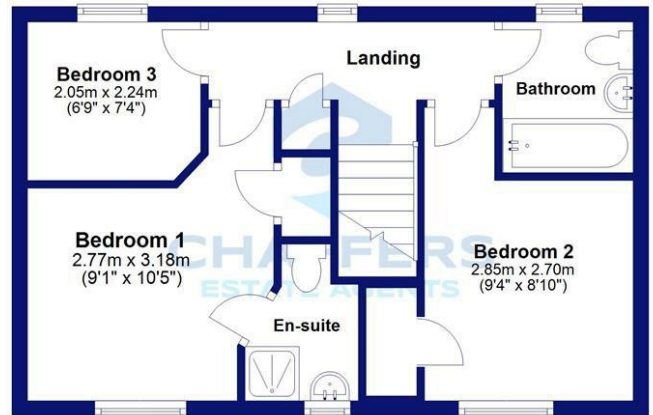 Landing
Bedroom 3
2.05m x 2.24m
(6'9" x 7'4")
Bathroom
Bedroom 1
2.77m x 3.18m
(9'1" x 10'5")
Bedroom 2
2.85m x 2.70m
(9'4" x 8'10")
CHAFFERS
ESTATE AGENTS
En-suite